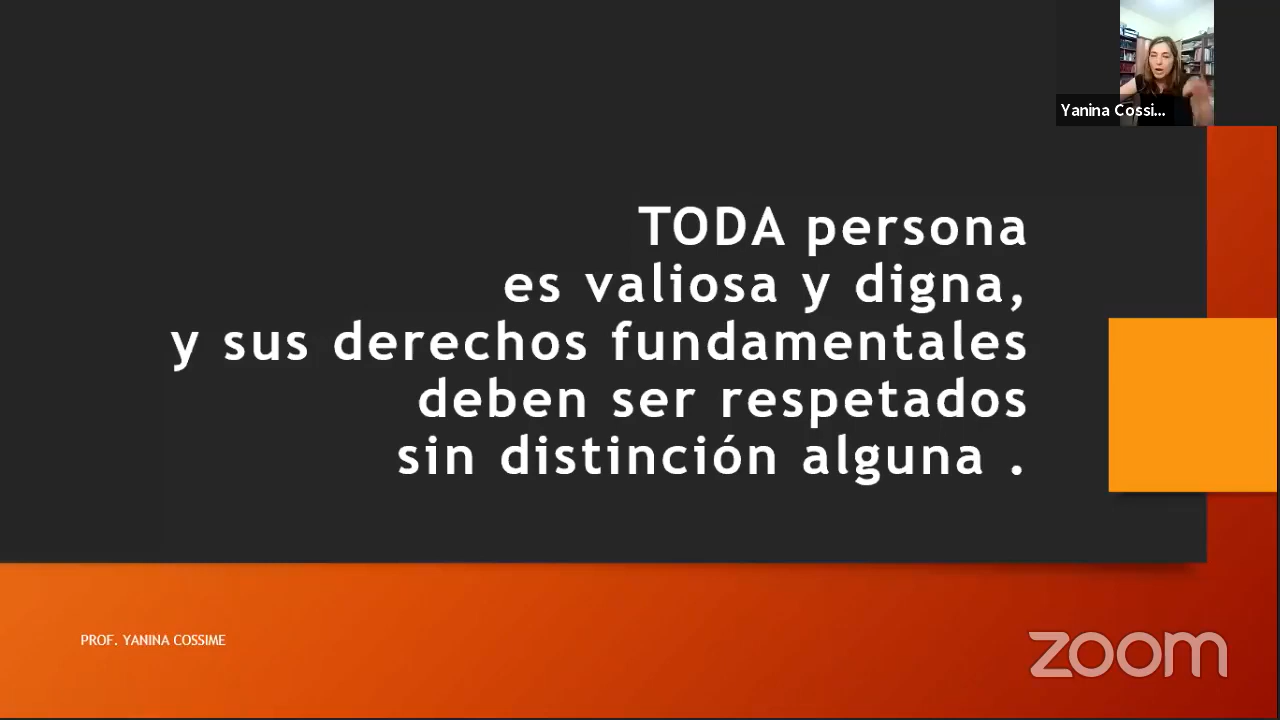 Yanina Cossi...
TODA persona
es valiosa y digna,
y sus derechos fundamentales
deben ser respetados
sin distinción alguna .
PROF. YANINA COSSIME
zoom